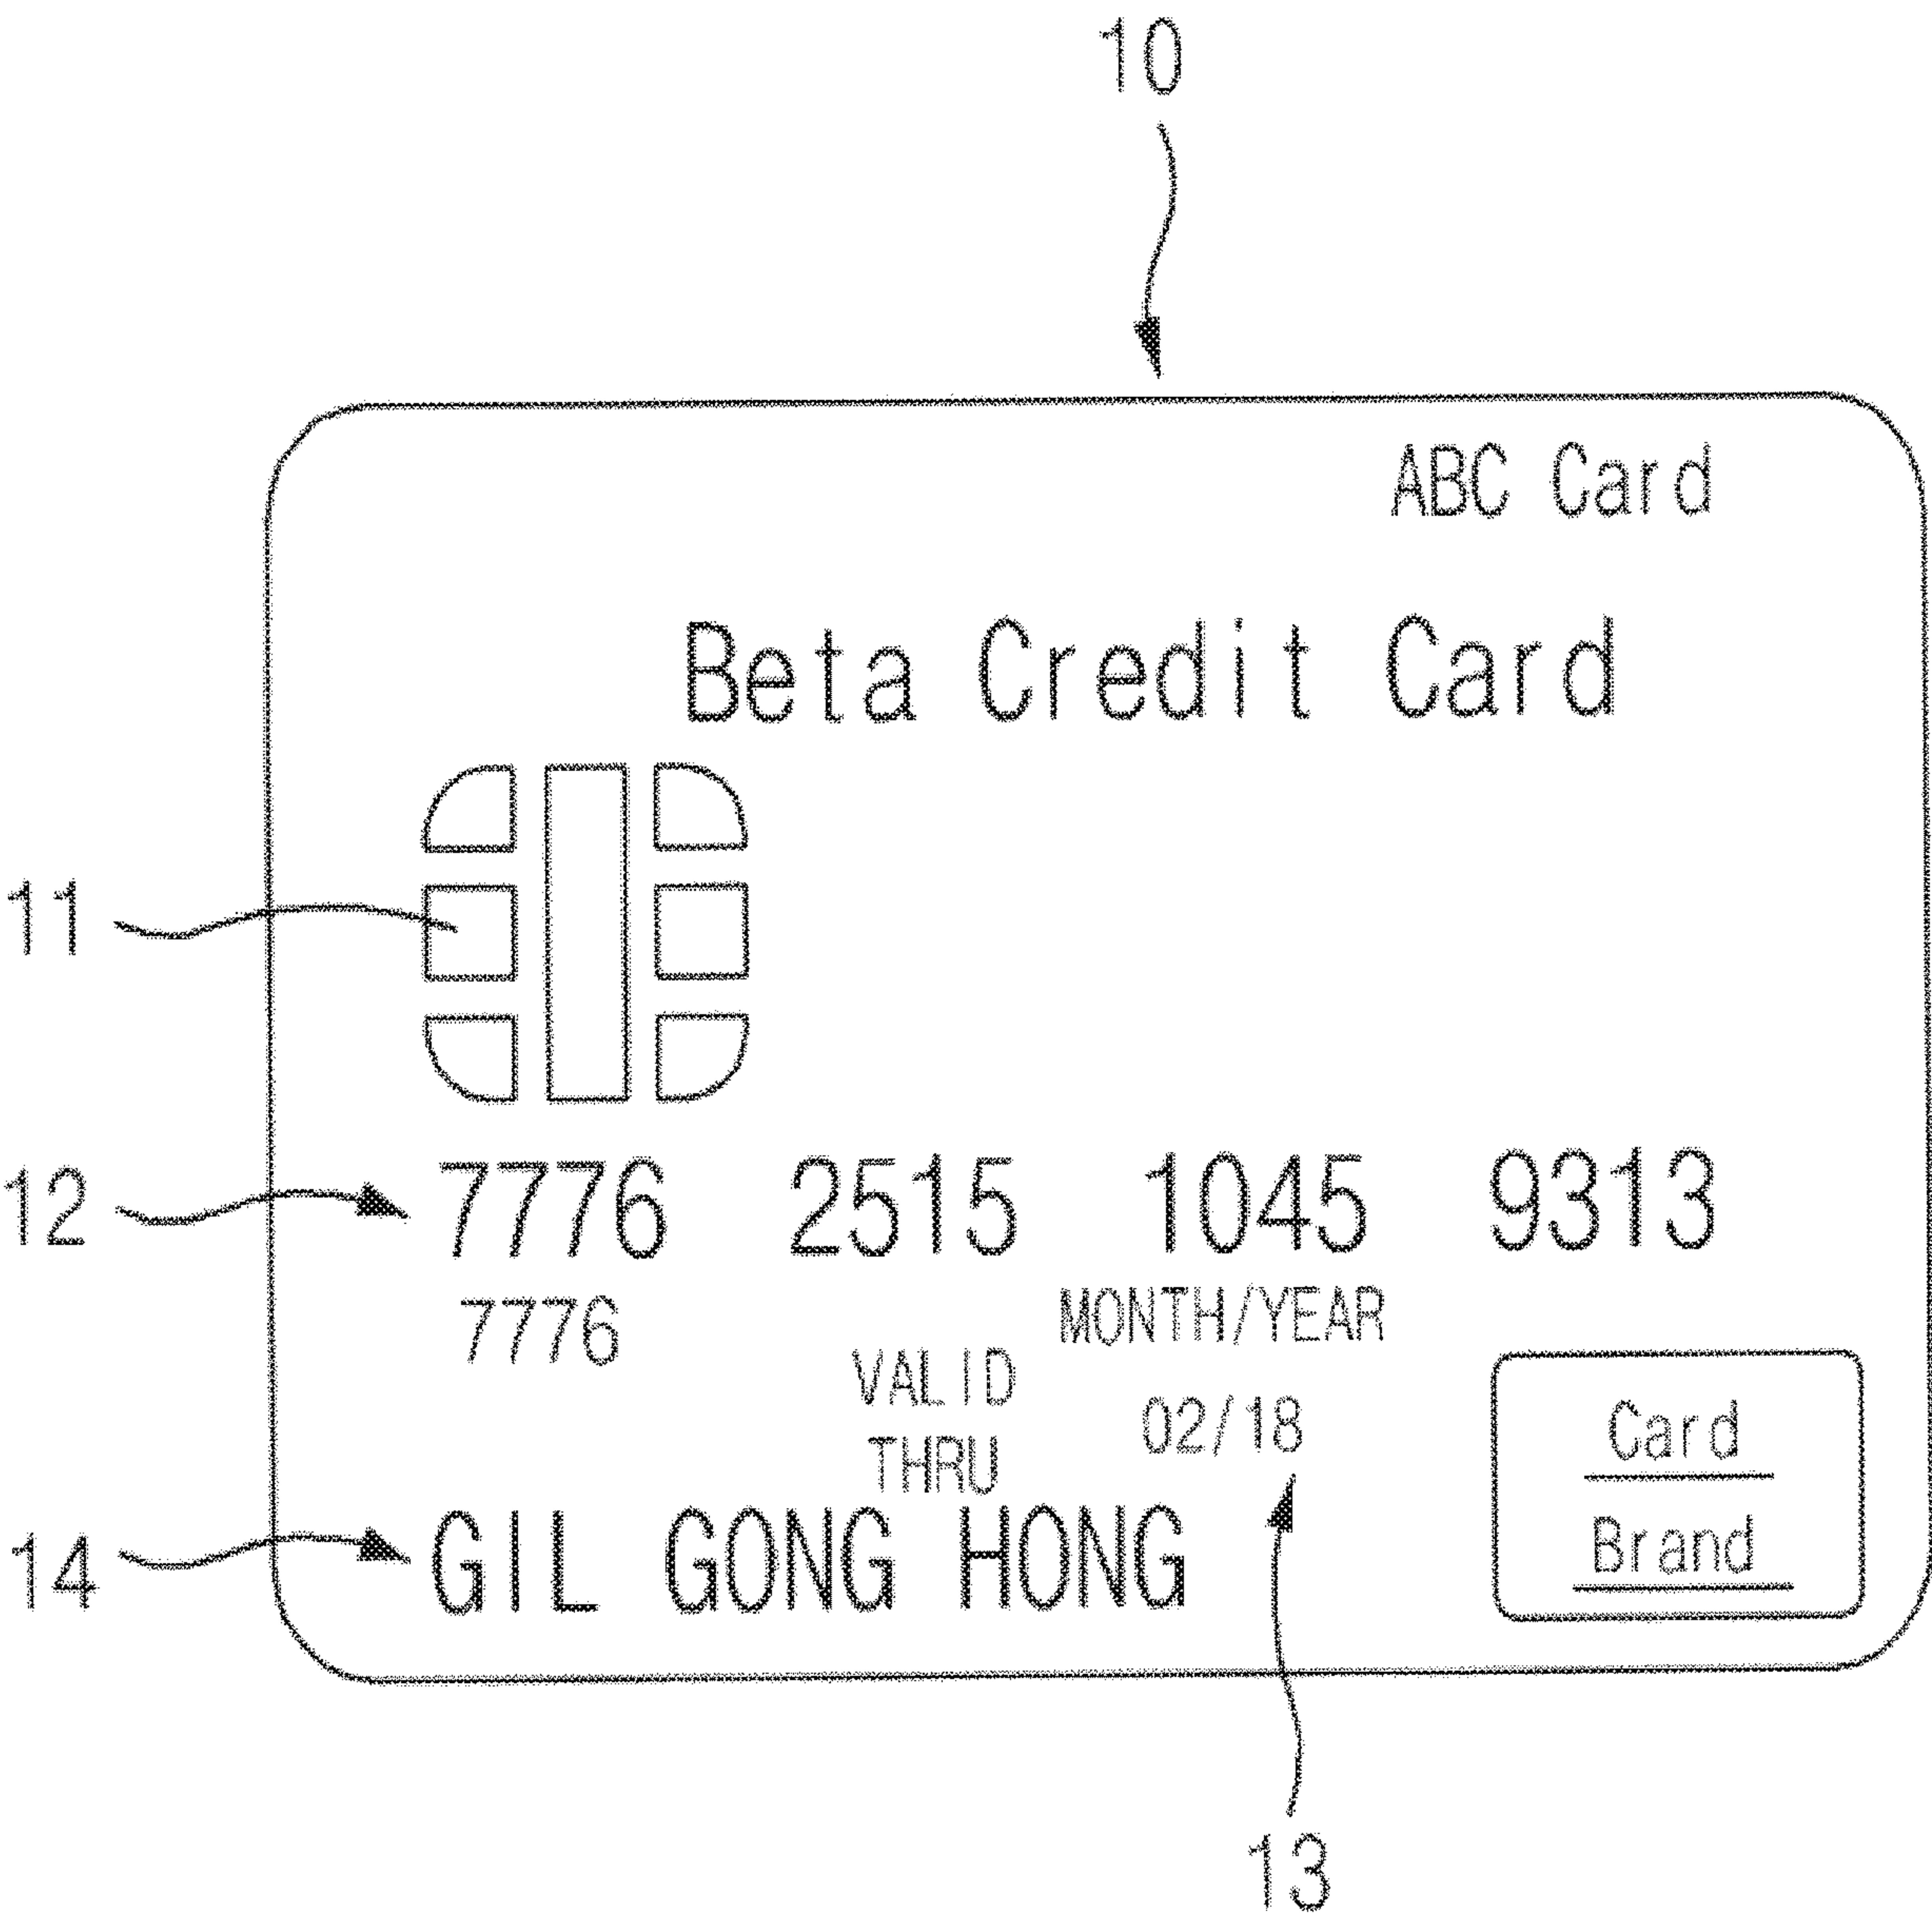 10
ABC Card
Beta Credit Card
11
12
7776 2515 1045 9313
7776
MONTH/YEAR
VALID
THRU
02/18
Card
Brand
14
GIL GONG HONG
13